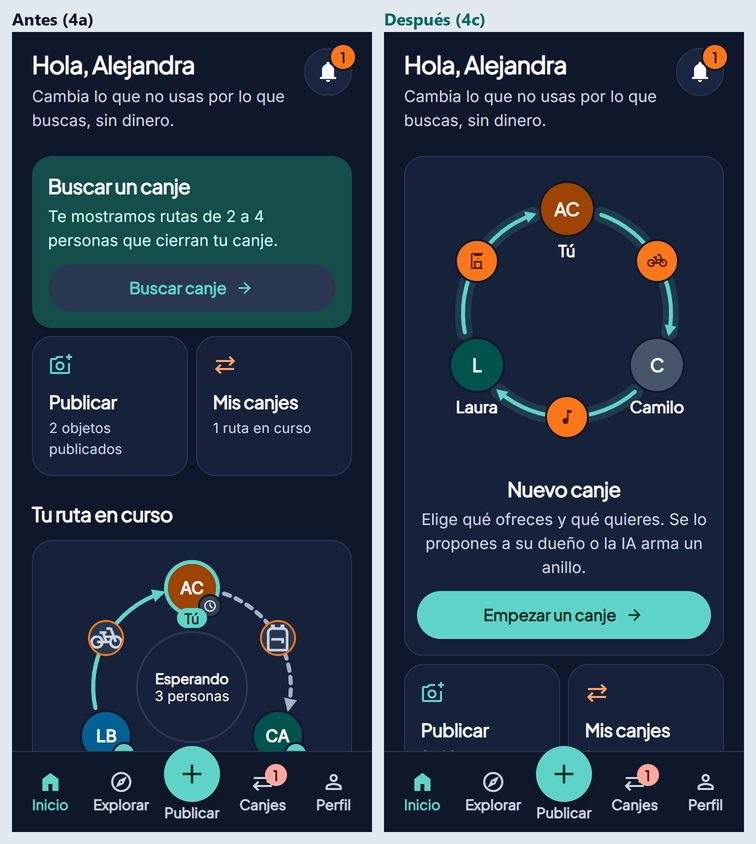 Antes (4a)
Hola, Alejandra
1
Cambia lo que no usas por lo que
buscas, sin dinero.
Buscar un canje
Te mostramos rutas de 2 a 4
personas que cierran tu canje.
Buscar canje →
Publicar
2 objetos
publicados
Mis canjes
1 ruta en curso
Tu ruta en curso
AC
Tú
Esperando
3 personas
LB
CA
Inicio
Explorar
Publicar
1
Canjes
Perfil
Después (4c)
Hola, Alejandra
1
Cambia lo que no usas por lo que
buscas, sin dinero.
AC
Tú
L
Laura
C
Camilo
Nuevo canje
Elige qué ofreces y qué quieres. Se lo
propones a su dueño o la IA arma un
anillo.
Empezar un canje →
Publicar
Mis canjes
Inicio
Explorar
Publicar
1
Canjes
Perfil